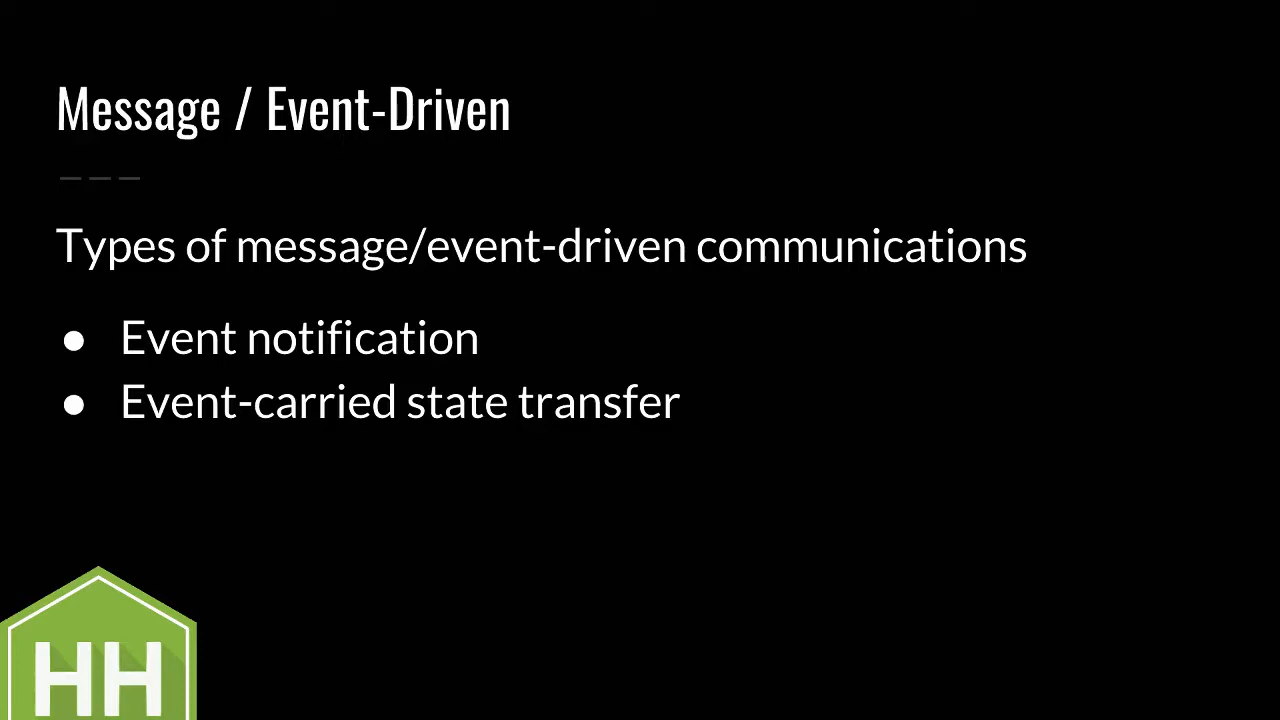 Message / Event-Driven
Types of message/event-driven communications
● Event notification
● Event-carried state transfer
HH